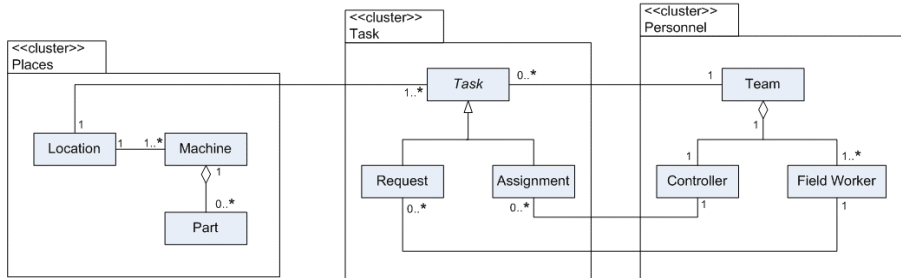 <<cluster>>
Places
Location
1
1
1..*
Machine
1
0..*
Part
<<cluster>>
Task
1..*
Task
0..*
Request
0..*
Assignment
0..*
<<cluster>>
Personnel
1
Team
1
1
Controller
1
1..*
Field Worker
1